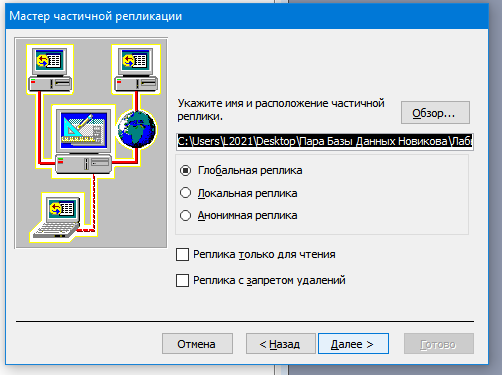 Мастер частичной репликации
Укажите имя и расположение частичной
реплики.
Обзор...
C:\Users\L2021\Desktop\Пара Базы Данных Новикова\Лаб
Глобальная реплика
Локальная реплика
Анонимная реплика
Реплика только для чтения
Реплика с запретом удалений
Отмена
< Назад
Далее >
Готово